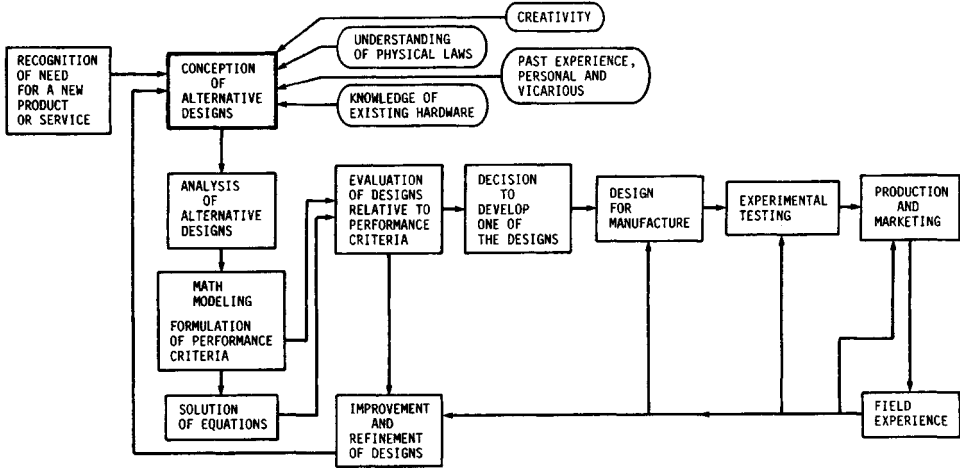 CREATIVITY
UNDERSTANDING
OF PHYSICAL LAWS
RECOGNITION
OF NEED
FOR A NEW
PRODUCT
OR SERVICE
CONCEPTION
OF
ALTERNATIVE
DESIGNS
PAST EXPERIENCE,
PERSONAL AND
VICARIOUS
KNOWLEDGE OF
EXISTING HARDWARE
ANALYSIS
OF
ALTERNATIVE
DESIGNS
EVALUATION
OF DESIGNS
RELATIVE TO
PERFORMANCE
CRITERIA
DECISION
TO
DEVELOP
ONE OF
THE DESIGNS
DESIGN
FOR
MANUFACTURE
EXPERIMENTAL
TESTING
PRODUCTION
AND
MARKETING
MATH
MODELING
FORMULATION
OF PERFORMANCE
CRITERIA
SOLUTION
OF EQUATIONS
IMPROVEMENT
AND
REFINEMENT
OF DESIGNS
FIELD
EXPERIENCE